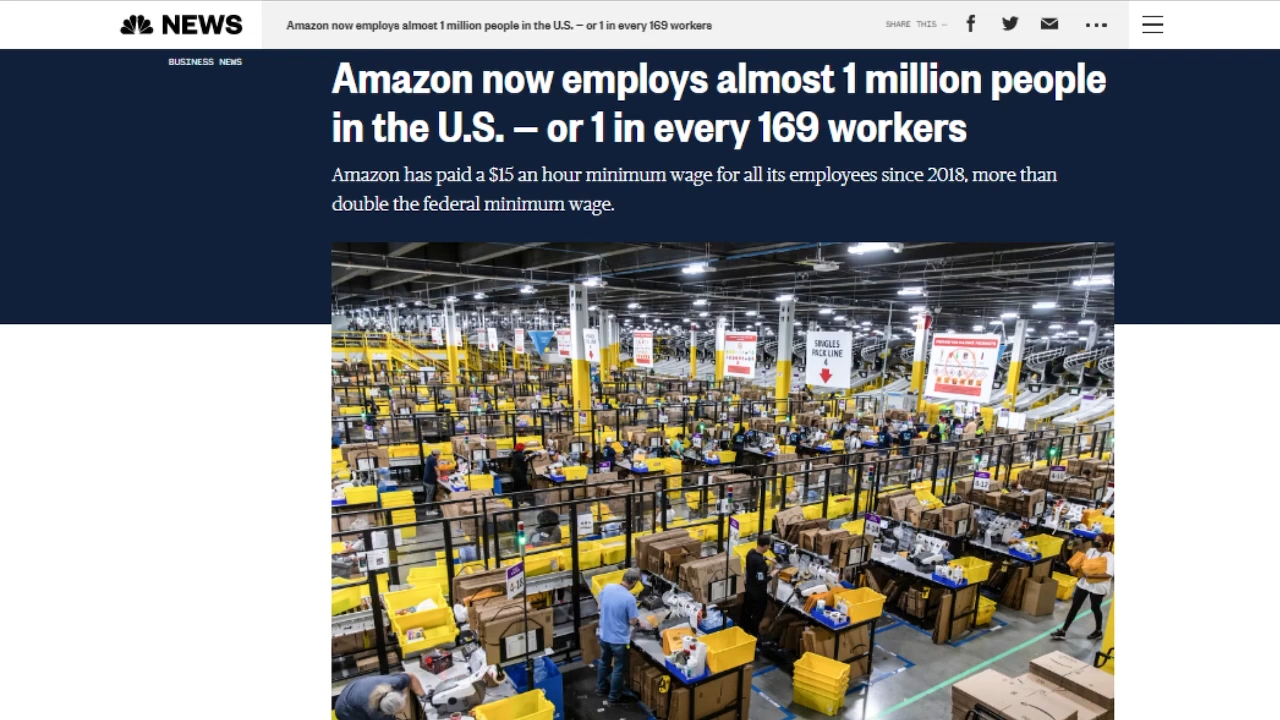 NEWS
Amazon now employs almost 1 million people in the U.S. — or 1 in every 169 workers
SHARE THIS —
BUSINESS NEWS
Amazon now employs almost 1 million people
in the U.S. — or 1 in every 169 workers
Amazon has paid a $15 an hour minimum wage for all its employees since 2018, more than
double the federal minimum wage.
SINGLES
PACK LINE
4